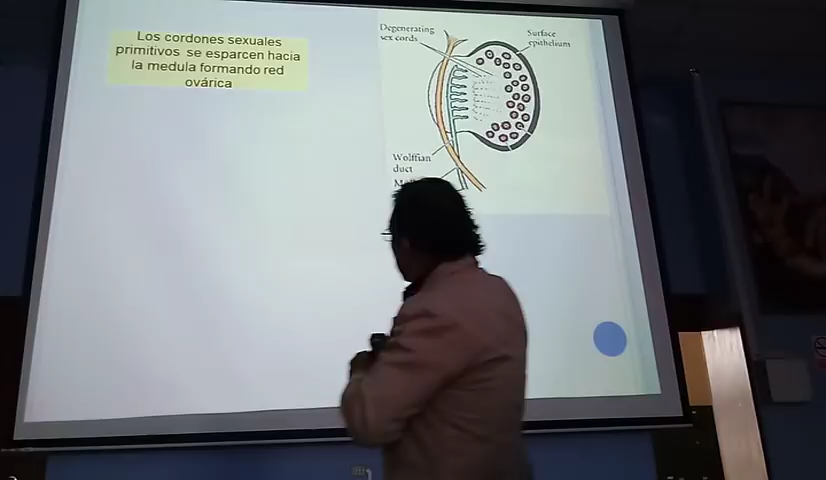 Los cordones sexuales
primitivos se esparcen hacia
la medula formando red
ovárica
Degenerating
sex cords
Surface
epithelium
Wolffian
duct